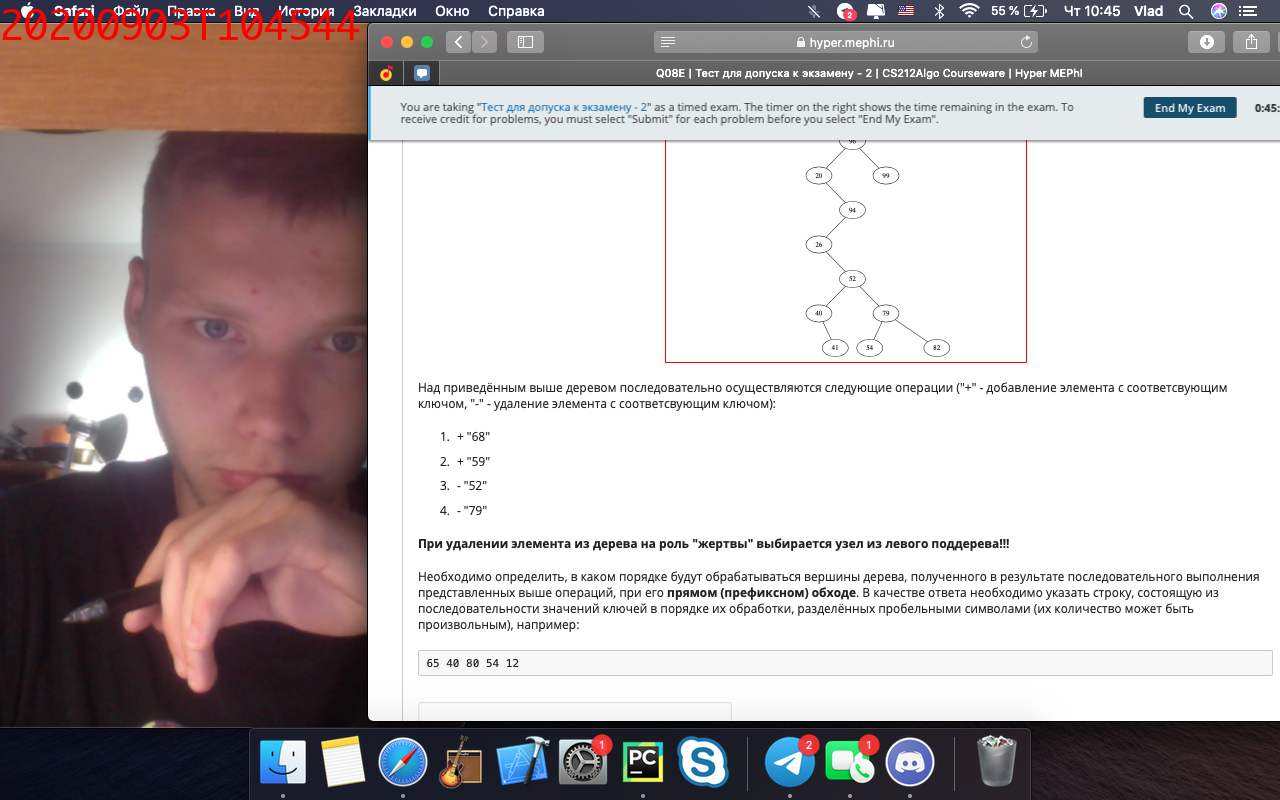 20200903T104544
Safari Файл Правка Вид История Закладки Окно Справка
2 55 % Чт 10:45 Vlad
hyper.mephi.ru
Q08E | Тест для допуска к экзамену - 2 | CS212Algo Courseware | Hyper MEPhI
You are taking "Тест для допуска к экзамену - 2" as a timed exam. The timer on the right shows the time remaining in the exam. To
receive credit for problems, you must select "Submit" for each problem before you select "End My Exam".
End My Exam
0:45:
20 99
94
26
52
40 79
41 54 82
Над приведённым выше деревом последовательно осуществляются следующие операции ("+" - добавление элемента с соответсвующим
ключом, "-" - удаление элемента с соответсвующим ключом):
1. + "68"
2. + "59"
3. - "52"
4. - "79"
При удалении элемента из дерева на роль "жертвы" выбирается узел из левого поддерева!!!
Необходимо определить, в каком порядке будут обрабатываться вершины дерева, полученного в результате последовательного выполнения
представленных выше операций, при его прямом (префиксном) обходе. В качестве ответа необходимо указать строку, состоящую из
последовательности значений ключей в порядке их обработки, разделённых пробельными символами (их количество может быть
произвольным), например:
65 40 80 54 12
1 PC 2 1